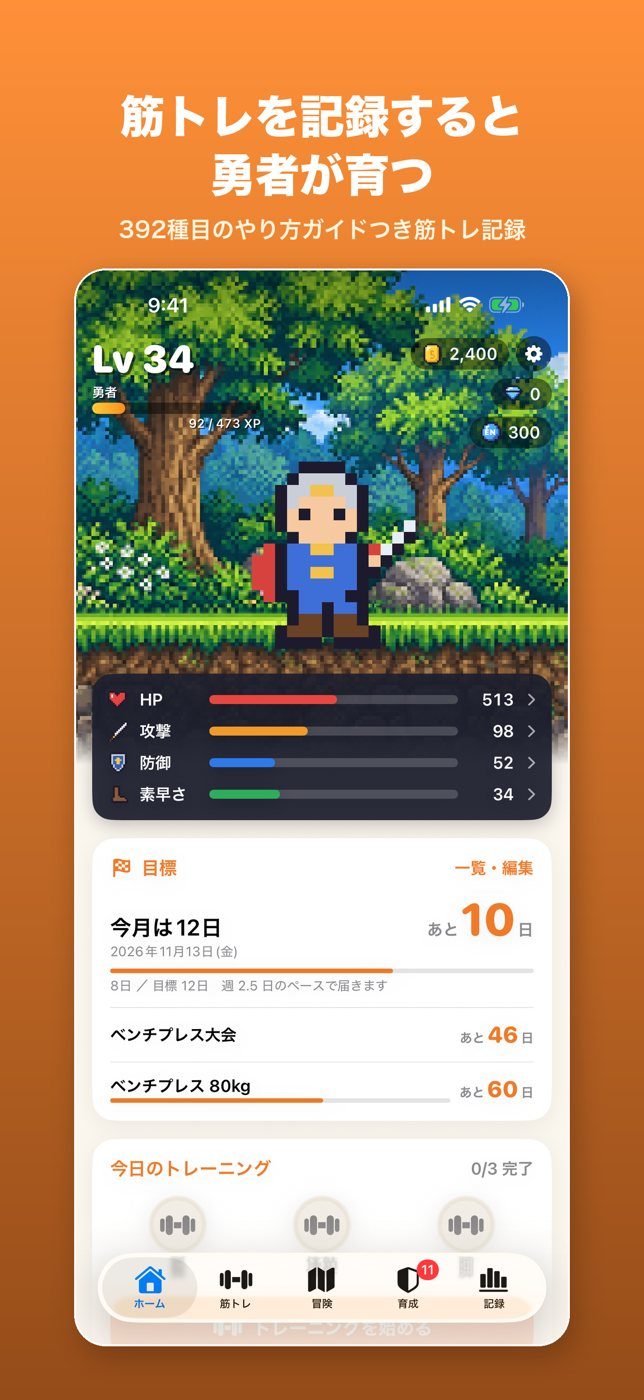 筋トレを記録すると
勇者が育つ
392種目のやり方ガイドつき筋トレ記録
9:41
Lv 34
2,400
勇者
0
92 / 473 XP
EN 300
HP 513
攻撃 98
防御 52
素早さ 34
目標 一覧・編集
今月は12日 あと10日
2026年11月13日(金)
8日 ／ 目標 12日 週 2.5 日のペースで届きます
ベンチプレス大会 あと46日
ベンチプレス 80kg あと60日
今日のトレーニング 0/3 完了
11
ホーム 筋トレ 冒険 育成 記録
トレーニングを始める